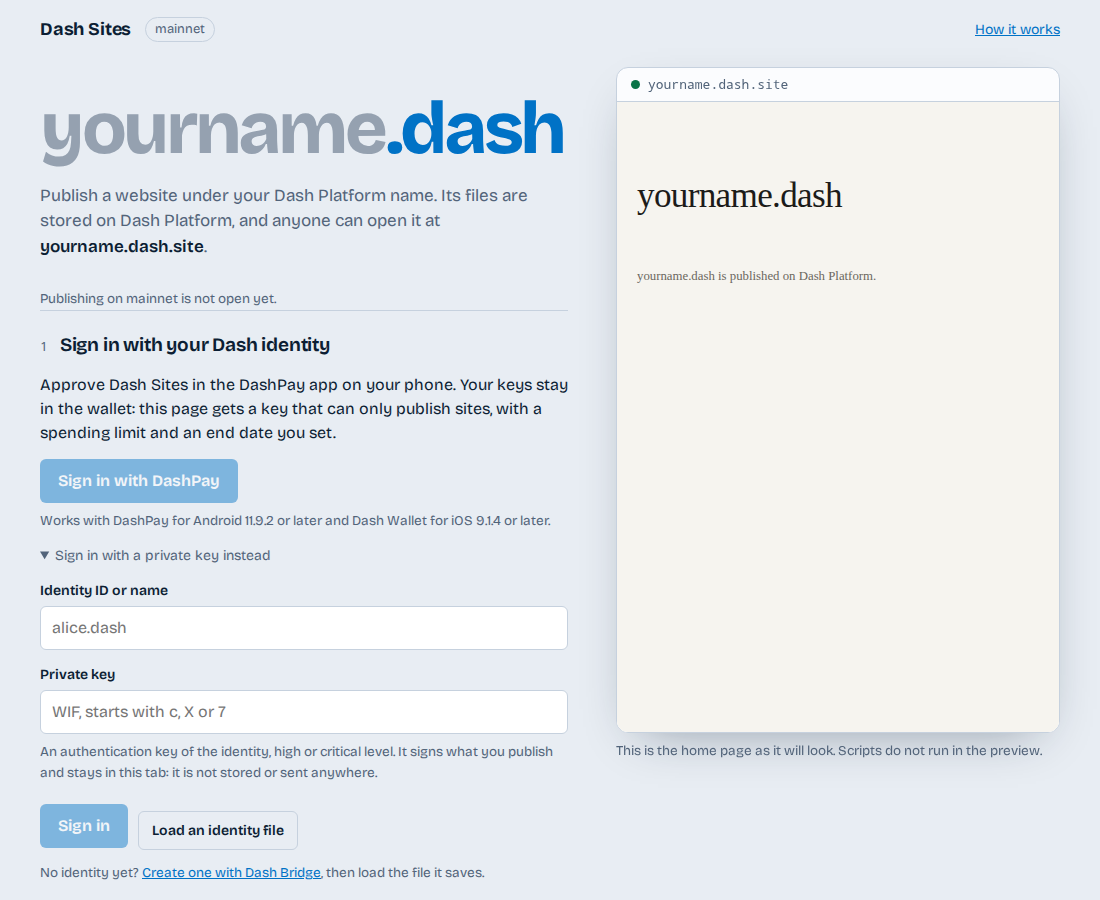 Dash Sites
mainnet
How it works
yourname.dash
Publish a website under your Dash Platform name. Its files are
stored on Dash Platform, and anyone can open it at
yourname.dash.site.
Publishing on mainnet is not open yet.
1 Sign in with your Dash identity
Approve Dash Sites in the DashPay app on your phone. Your keys stay
in the wallet: this page gets a key that can only publish sites, with a
spending limit and an end date you set.
Sign in with DashPay
Works with DashPay for Android 11.9.2 or later and Dash Wallet for iOS 9.1.4 or later.
▼ Sign in with a private key instead
Identity ID or name
alice.dash
Private key
WIF, starts with c, X or 7
An authentication key of the identity, high or critical level. It signs what you publish
and stays in this tab: it is not stored or sent anywhere.
Sign in
Load an identity file
No identity yet? Create one with Dash Bridge, then load the file it saves.
yourname.dash.site
yourname.dash
yourname.dash is published on Dash Platform.
This is the home page as it will look. Scripts do not run in the preview.